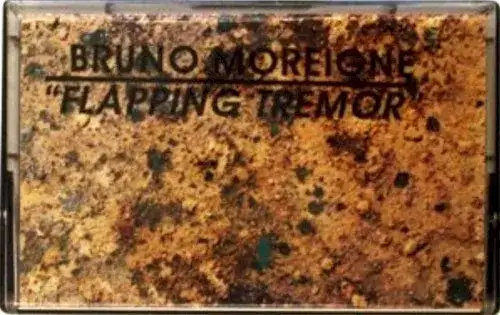 BRUNO MOREIGNE
"FLAPPING TREMOR"